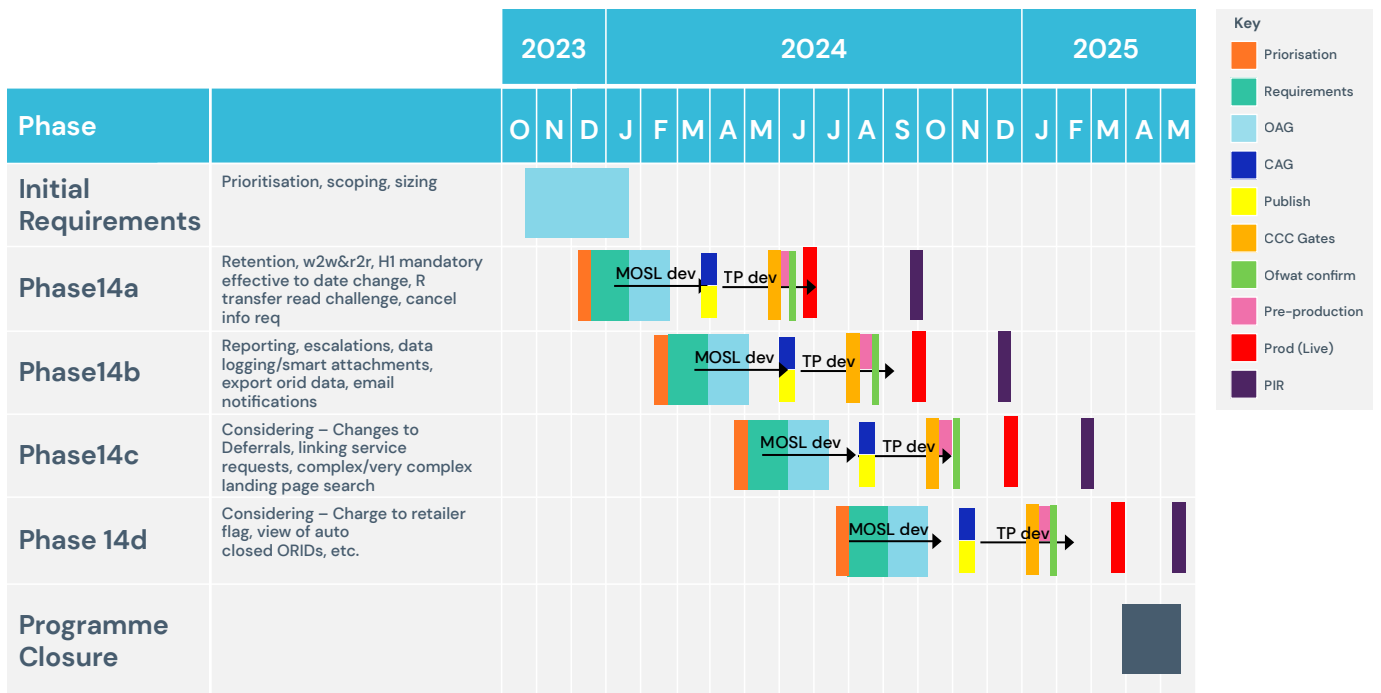 2023 2024 2025
Phase O N D J F M A M J J A S O N D J F M A M
Initial
Requirements
Prioritisation, scoping, sizing
Phase14a
Retention, w2w&r2r, H1 mandatory
effective to date change, R
transfer read challenge, cancel
info req
MOSL dev TP dev
Phase14b
Reporting, escalations, data
logging/smart attachments,
export orid data, email
notifications
MOSL dev TP dev
Phase14c
Considering – Changes to
Deferrals, linking service
requests, complex/very complex
landing page search
MOSL dev TP dev
Phase 14d
Considering – Charge to retailer
flag, view of auto
closed ORIDs, etc.
MOSL dev TP dev
Programme
Closure
Key
Priorisation
Requirements
OAG
CAG
Publish
CCC Gates
Ofwat confirm
Pre-production
Prod (Live)
PIR